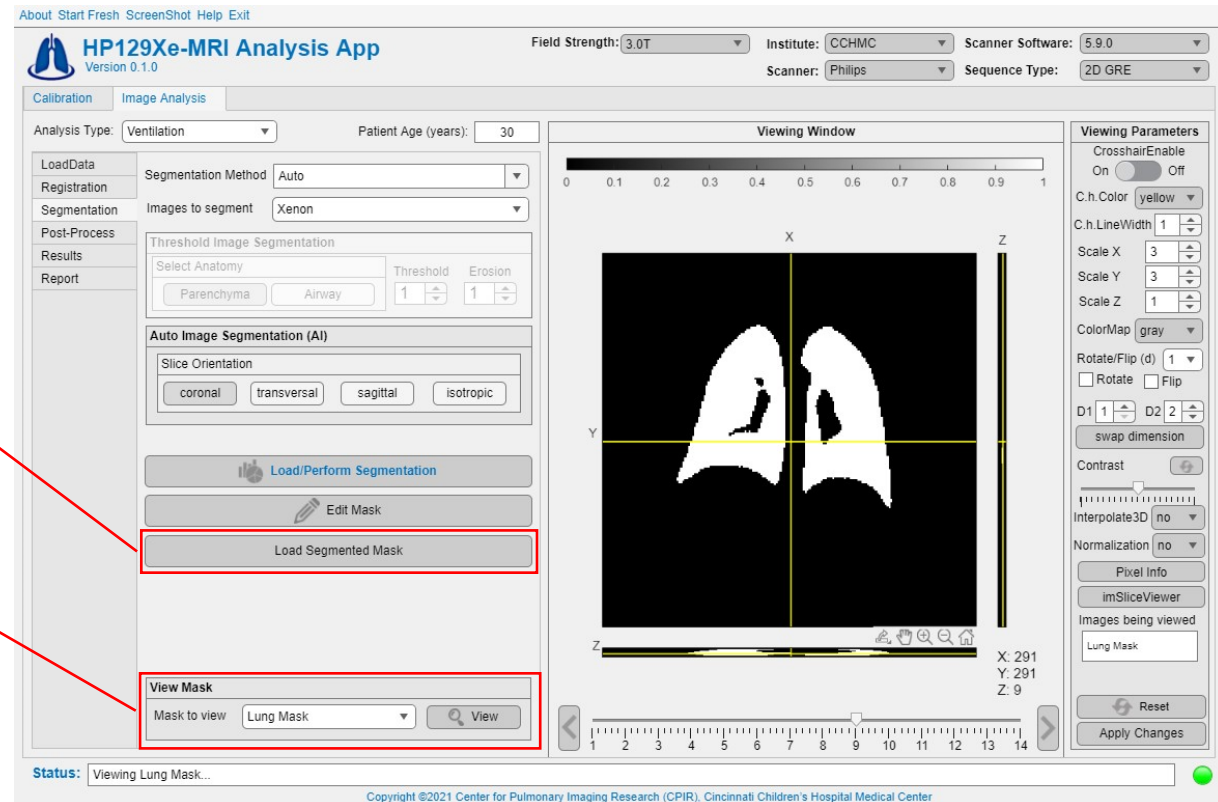 About Start Fresh ScreenShot Help Exit
HP129Xe-MRI Analysis App
Version 0.1.0
Field Strength: 3.0T
Institute: CCHMC
Scanner Software: 5.9.0
Scanner: Philips
Sequence Type: 2D GRE
Calibration Image Analysis
Analysis Type: Ventilation
Patient Age (years): 30
LoadData
Registration
Segmentation
Post-Process
Results
Report
Segmentation Method Auto
Images to segment Xenon
Threshold Image Segmentation
Select Anatomy
Threshold Erosion
Parenchyma Airway 1 1
Auto Image Segmentation (AI)
Slice Orientation
coronal transversal sagittal isotropic
Load/Perform Segmentation
Edit Mask
Load Segmented Mask
View Mask
Mask to view Lung Mask View
Viewing Window
0 0.1 0.2 0.3 0.4 0.5 0.6 0.7 0.8 0.9 1
X
Z
Y
Z
X: 291
Y: 291
Z: 9
1 2 3 4 5 6 7 8 9 10 11 12 13 14
Viewing Parameters
CrosshairEnable
On Off
C.h.Color yellow
C.h.LineWidth 1
Scale X 3
Scale Y 3
Scale Z 1
ColorMap gray
Rotate/Flip (d) 1
Rotate Flip
D1 1 D2 2
swap dimension
Contrast
Interpolate3D no
Normalization no
Pixel Info
imSliceViewer
Images being viewed
Lung Mask
Reset
Apply Changes
Status: Viewing Lung Mask...
Copyright ©2021 Center for Pulmonary Imaging Research (CPIR), Cincinnati Children's Hospital Medical Center